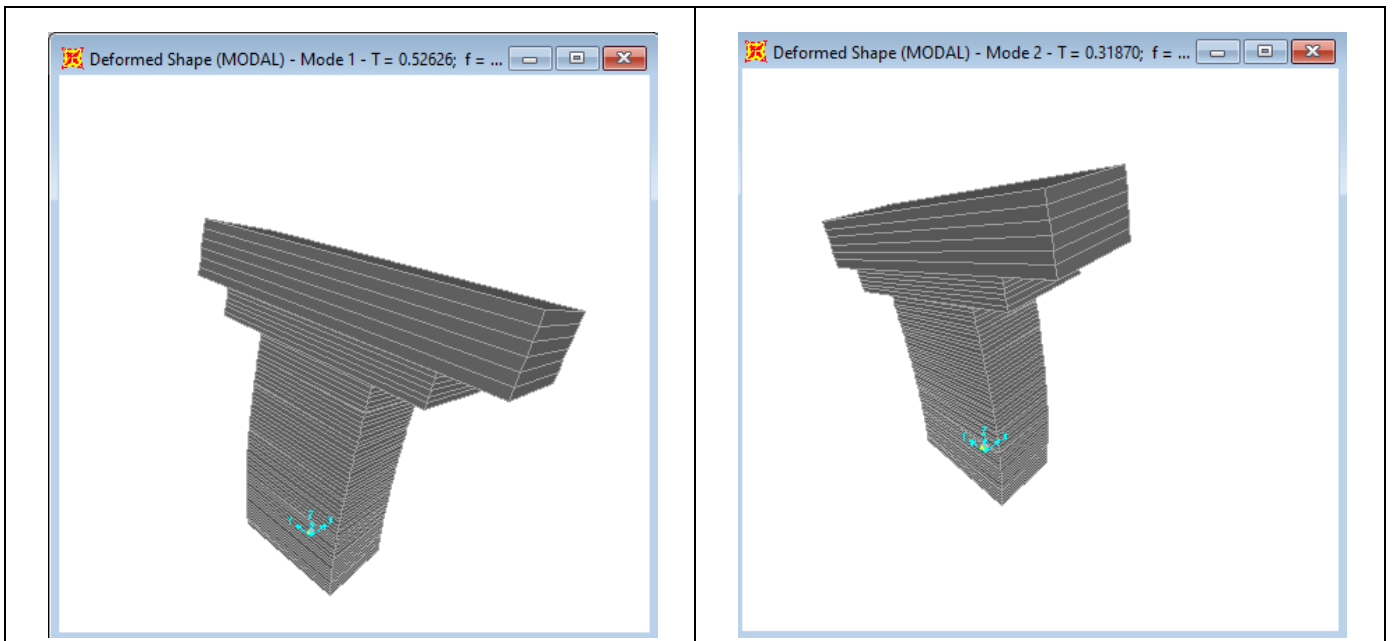 Deformed Shape (MODAL) - Mode 1 - T = 0.52626; f = ...
Deformed Shape (MODAL) - Mode 2 - T = 0.31870; f = ...